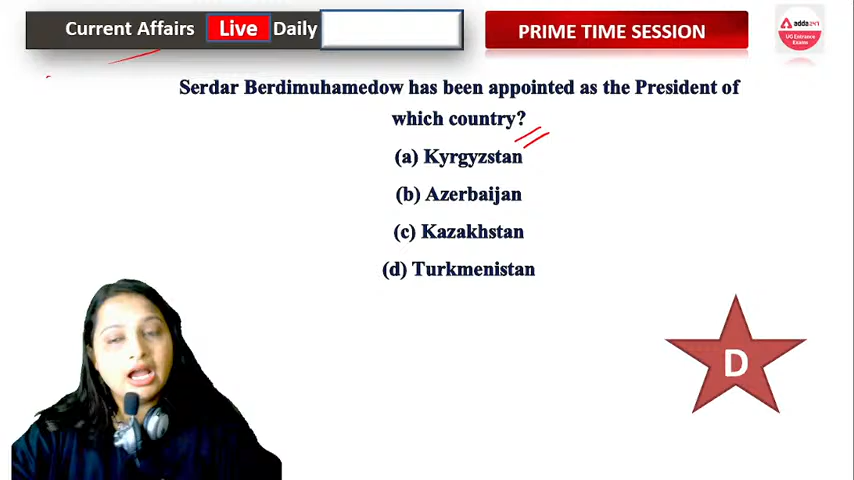 Current Affairs Live Daily
PRIME TIME SESSION
adda247
UG Entrance
Exams
Serdar Berdimuhamedow has been appointed as the President of
which country?
(a) Kyrgyzstan
(b) Azerbaijan
(c) Kazakhstan
(d) Turkmenistan
D